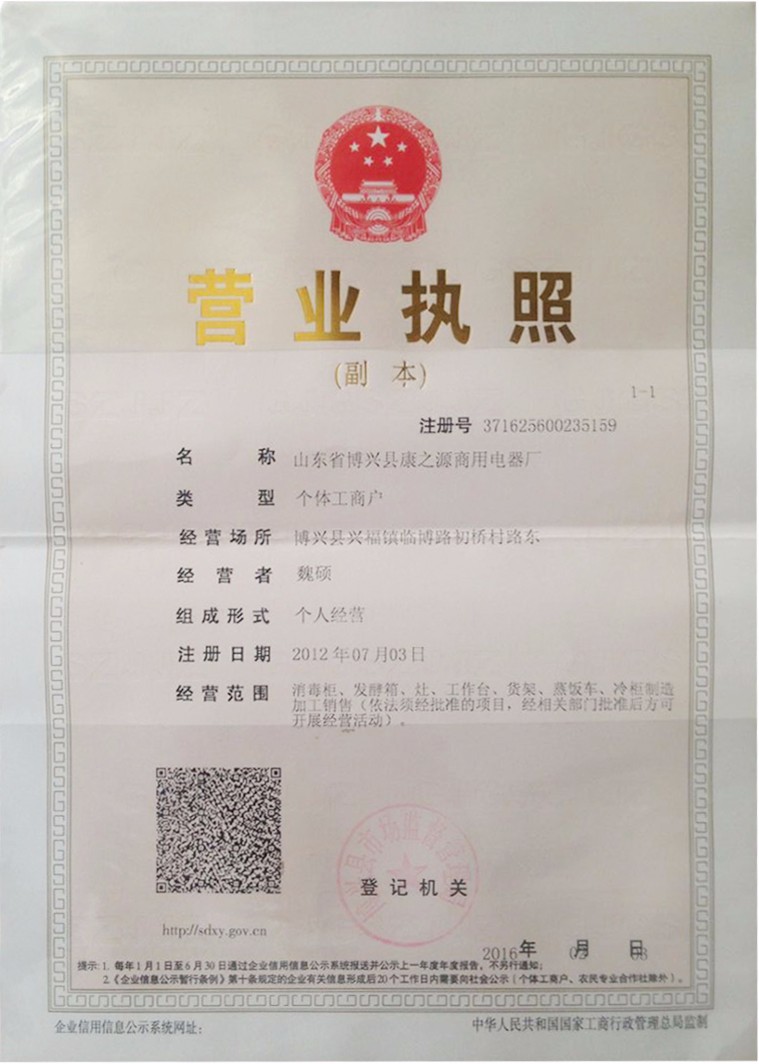 营业执照
(副 本)
1-1
注册号 371625600235159
名称 山东省博兴县康之源商用电器厂
类型 个体工商户
经营场所 博兴县兴福镇临博路初桥村路东
经营者 魏硕
组成形式 个人经营
注册日期 2012年07月03日
经营范围 消毒柜、发酵箱、灶、工作台、货架、蒸饭车、冷柜制造
加工销售（依法须经批准的项目，经相关部门批准后方可
开展经营活动）。
县市场监督管理
登记机关
http://sdxy.gov.cn
2016年 月 日
提示：1. 每年1月1日至6月30日通过企业信用信息公示系统报送并公示上一年度年度报告，不另行通知；
2.《企业信息公示暂行条例》第十条规定的企业有关信息形成后20个工作日内需要向社会公示（个体工商户、农民专业合作社除外）。
企业信用信息公示系统网址：
中华人民共和国国家工商行政管理总局监制